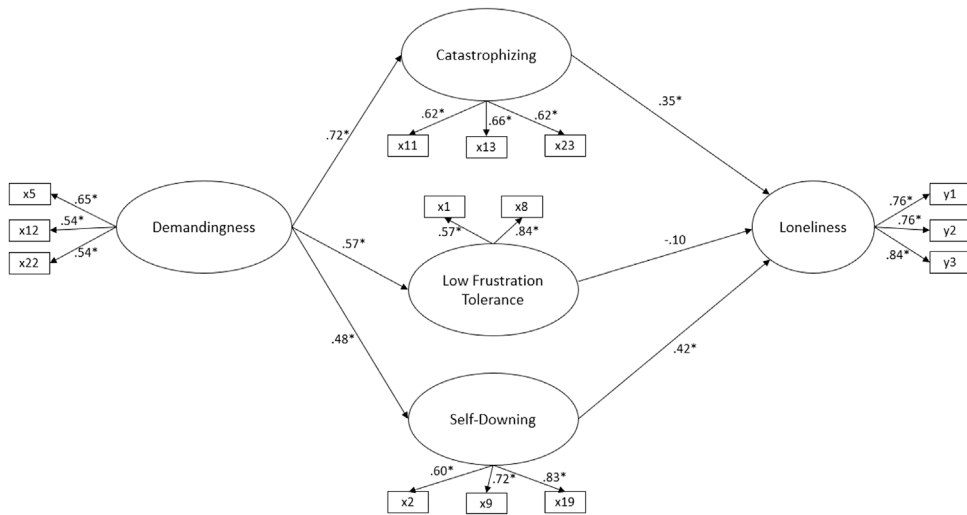 Catastrophizing
.35*
.62*
.66*
.62*
.72*
x11
x13
x23
x5
.65*
x12
.54*
x22
.54*
Demandingness
x1
x8
.57*
.84*
Loneliness
.76*
y1
.76*
y2
.84*
y3
.57*
-.10
Low Frustration
Tolerance
.48*
.42*
Self-Downing
.60*
.72*
.83*
x2
x9
x19